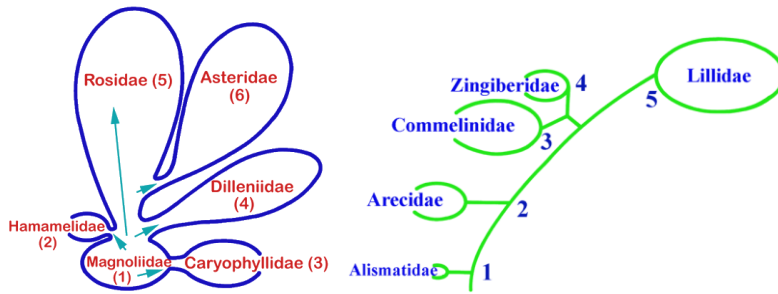 Rosidae (5)
Asteridae
(6)
Dilleniidae
(4)
Hamamelidae
(2)
Magnoliidae
(1)
Caryophyllidae (3)
Zingiberidae
4
Lillidae
5
Commelinidae
3
Arecidae
2
Alismatidae
1